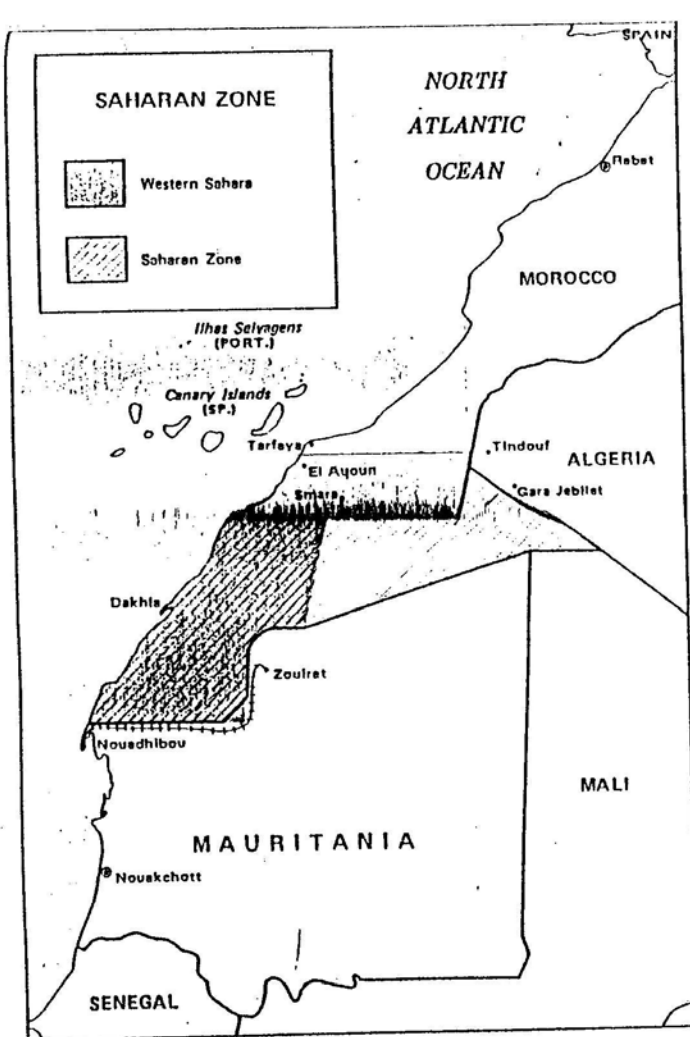 SPAIN
SAHARAN ZONE
Western Sahara
Saharan Zone
NORTH
ATLANTIC
OCEAN
Rabat
MOROCCO
Ilhas Selvagens
(PORT.)
Canary Islands
(SP.)
Tarfaya
Tindouf
ALGERIA
El Ayoun
Gara Jebilet
Smara
Dakhla
Zouiret
Nouadhibou
MALI
MAURITANIA
Nouakchott
SENEGAL